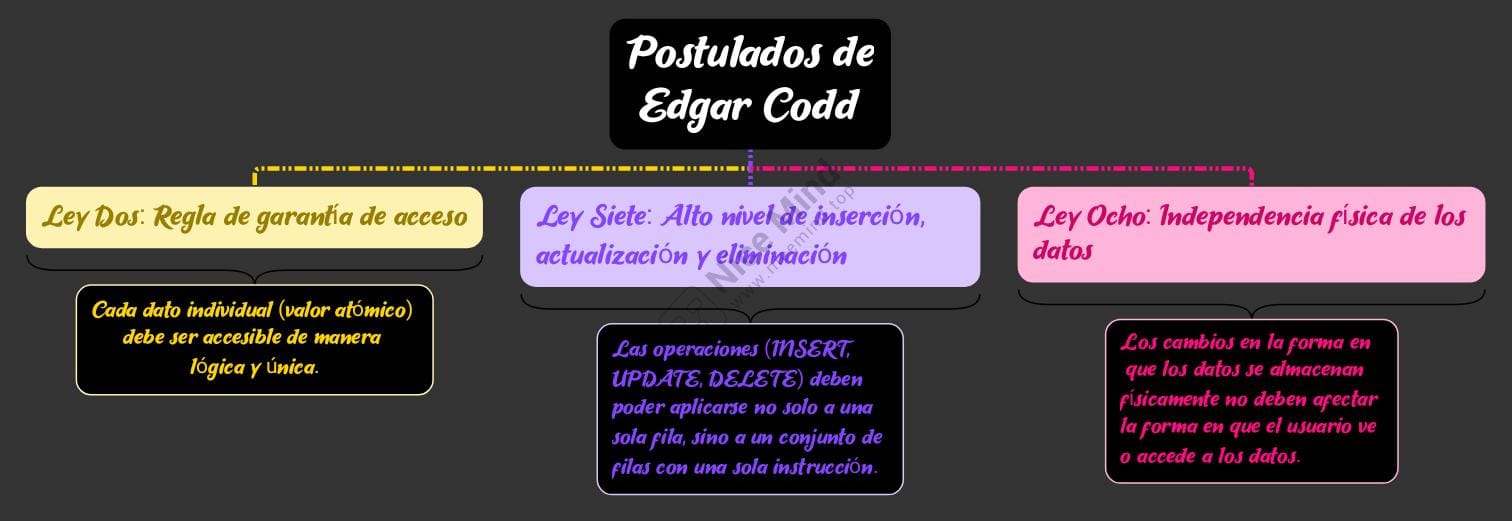 Postulados de
Edgar Codd
Ley Dos: Regla de garantía de acceso
Cada dato individual (valor atómico)
debe ser accesible de manera
lógica y única.
Ley Siete: Alto nivel de inserción,
actualización y eliminación
Las operaciones (INSERT,
UPDATE, DELETE) deben
poder aplicarse no solo a una
sola fila, sino a un conjunto de
filas con una sola instrucción.
Ley Ocho: Independencia física de los
datos
Los cambios en la forma en
que los datos se almacenan
físicamente no deben afectar
la forma en que el usuario ve
o accede a los datos.
Nice Mind